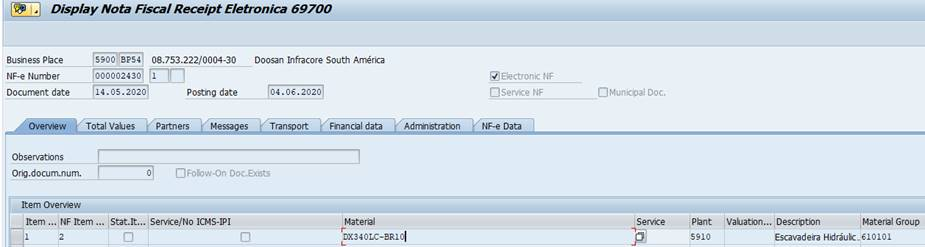 Display Nota Fiscal Receipt Eletronica 69700
Business Place 5900 BP54 08.753.222/0004-30 Doosan Infracore South América
NF-e Number 000002430 1 Electronic NF
Document date 14.05.2020 Posting date 04.06.2020 Service NF Municipal Doc.
Overview Total Values Partners Messages Transport Financial data Administration NF-e Data
Observations
Orig.docum.num. 0 Follow-On Doc.Exists
Item Overview
Item ... NF Item ... Stat.It... Service/No ICMS-IPI Material Service Plant Valuation... Description Material Group
1 2 DX340LC-BR10 5910 Escavadeira Hidráulic... 610101